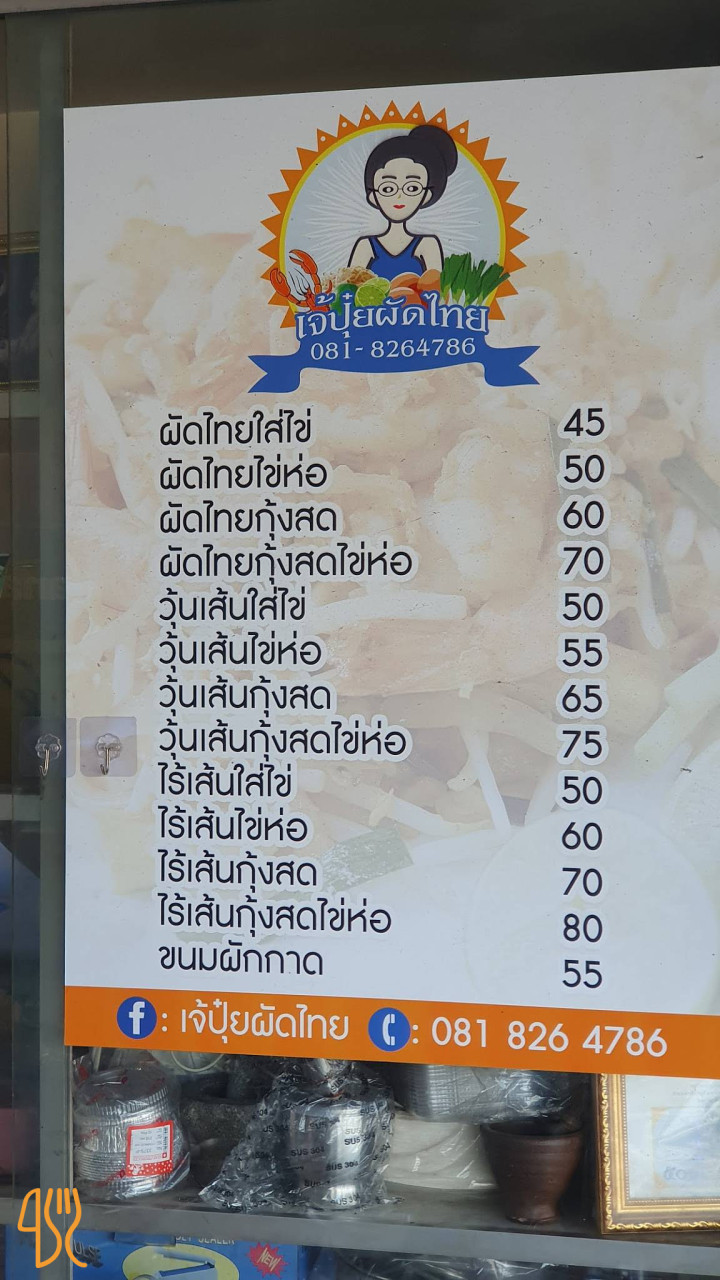 เจ้ปุ๋ยผัดไทย
081-8264786
ผัดไทยใส่ไข่ 45
ผัดไทยไข่ห่อ 50
ผัดไทยกุ้งสด 60
ผัดไทยกุ้งสดไข่ห่อ 70
วุ้นเส้นใส่ไข่ 50
วุ้นเส้นไข่ห่อ 55
วุ้นเส้นกุ้งสด 65
วุ้นเส้นกุ้งสดไข่ห่อ 75
ไร้เส้นใส่ไข่ 50
ไร้เส้นไข่ห่อ 60
ไร้เส้นกุ้งสด 70
ไร้เส้นกุ้งสดไข่ห่อ 80
ขนมผักกาด 55
f : เจ้ปุ๋ยผัดไทย : 081 826 4786
SUS 304
NEW